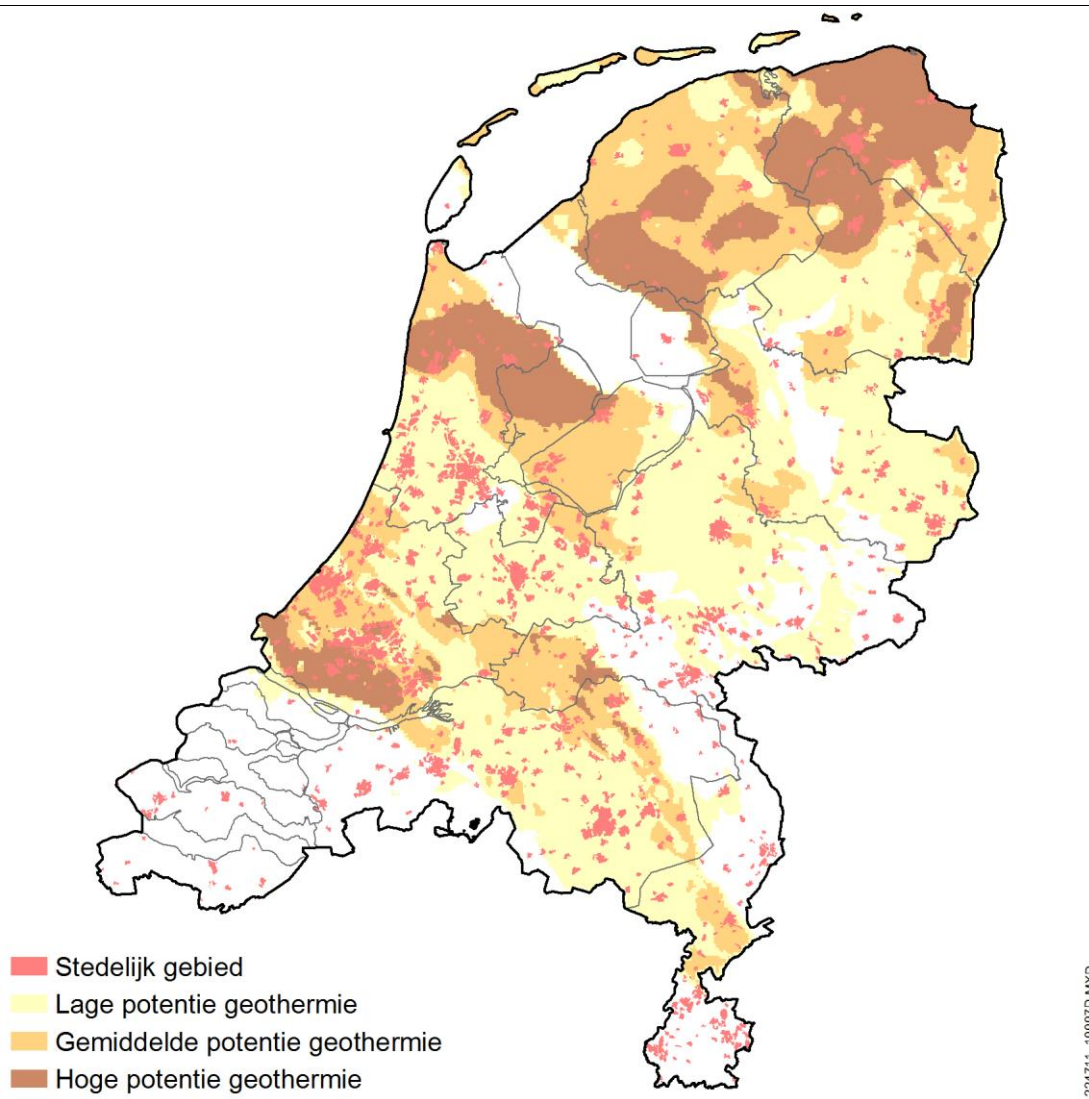 Stedelijk gebied
Lage potentie geothermie
Gemiddelde potentie geothermie
Hoge potentie geothermie